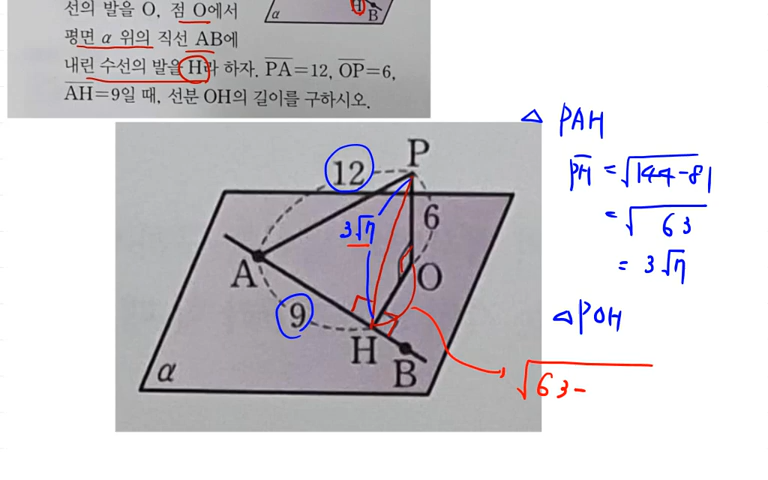 선의 발을 O, 점 O에서
평면 α 위의 직선 AB에
내린 수선의 발을 H라 하자. PA=12, OP=6,
AH=9일 때, 선분 OH의 길이를 구하시오.
α
H
B
△ PAH
PH = √144-81
= √63
= 3√7
△POH
√63-
P
12
6
3√7
A
O
9
H
B
α